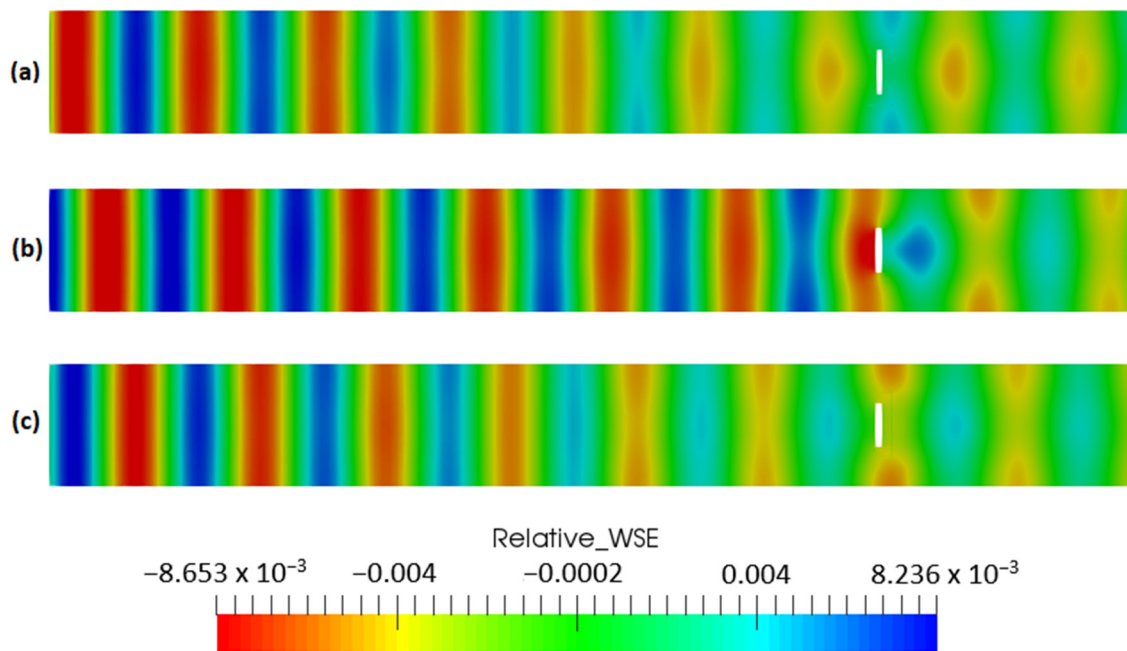 (a)
(b)
(c)
Relative_WSE
−8.653 x 10⁻³ −0.004 −0.0002 0.004 8.236 x 10⁻³